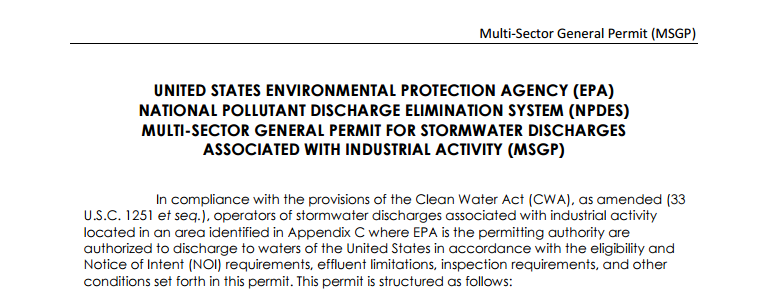 Multi-Sector General Permit (MSGP)
UNITED STATES ENVIRONMENTAL PROTECTION AGENCY (EPA)
NATIONAL POLLUTANT DISCHARGE ELIMINATION SYSTEM (NPDES)
MULTI-SECTOR GENERAL PERMIT FOR STORMWATER DISCHARGES
ASSOCIATED WITH INDUSTRIAL ACTIVITY (MSGP)
In compliance with the provisions of the Clean Water Act (CWA), as amended (33
U.S.C. 1251 et seq.), operators of stormwater discharges associated with industrial activity
located in an area identified in Appendix C where EPA is the permitting authority are
authorized to discharge to waters of the United States in accordance with the eligibility and
Notice of Intent (NOI) requirements, effluent limitations, inspection requirements, and other
conditions set forth in this permit. This permit is structured as follows: